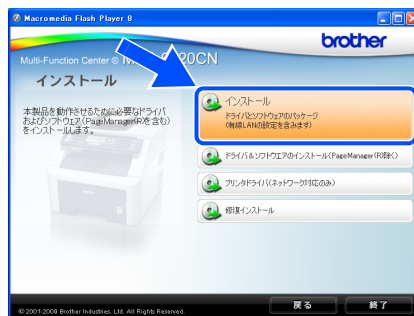 Macromedia Flash Player 8
brother
Multi-Function Center ® 20CN
インストール
本製品を動作させるために必要なドライバ
およびソフトウェア(PageManager(R)を含む)
をインストールします。
インストール
ドライバとソフトウェアのパッケージ
(無線LANの設定を含みます)
ドライバ&ソフトウェアのインストール(PageManager(R)除く)
プリンタドライバ(ネットワーク対応のみ)
修復インストール
© 2001-2009 Brother Industries, Ltd. All Rights Reserved.
戻る
終了